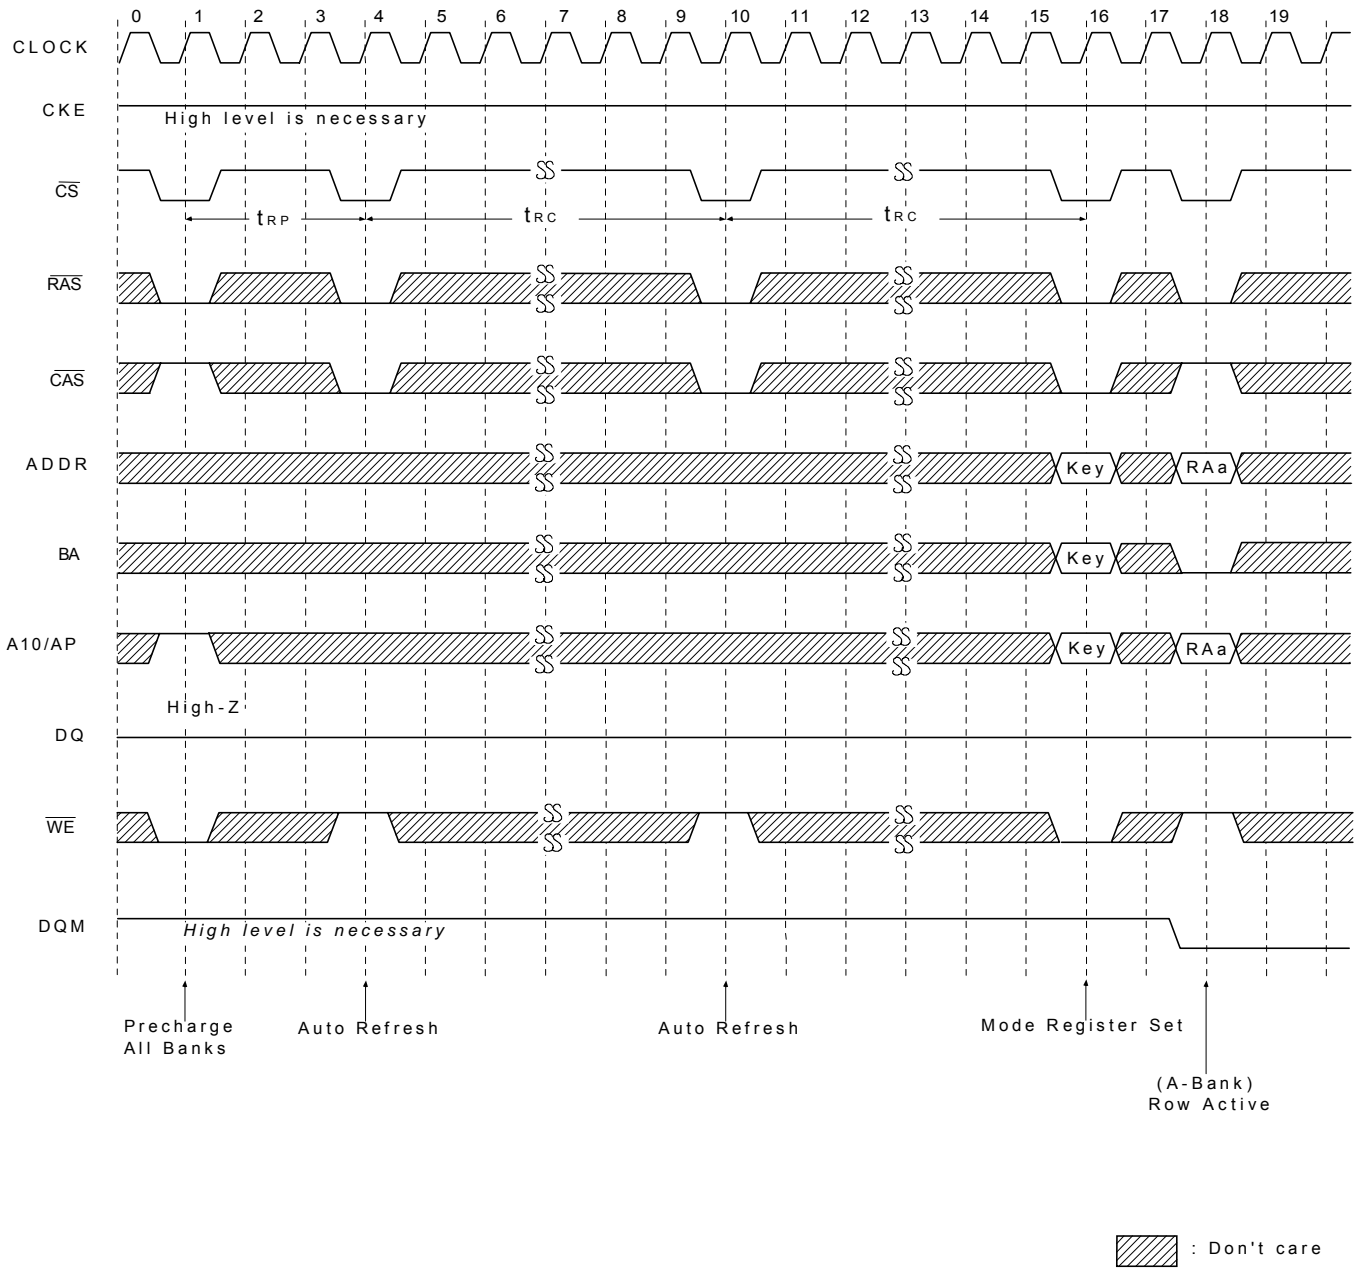 0 1 2 3 4 5 6 7 8 9 10 11 12 13 14 15 16 17 18 19
CLOCK
CKE
High level is necessary
CS
tRP tRC tRC
RAS
CAS
ADDR Key RAa
BA Key
A10/AP Key RAa
High-Z
DQ
WE
DQM
High level is necessary
Precharge
All Banks
Auto Refresh
Auto Refresh
Mode Register Set
(A-Bank)
Row Active
: Don't care